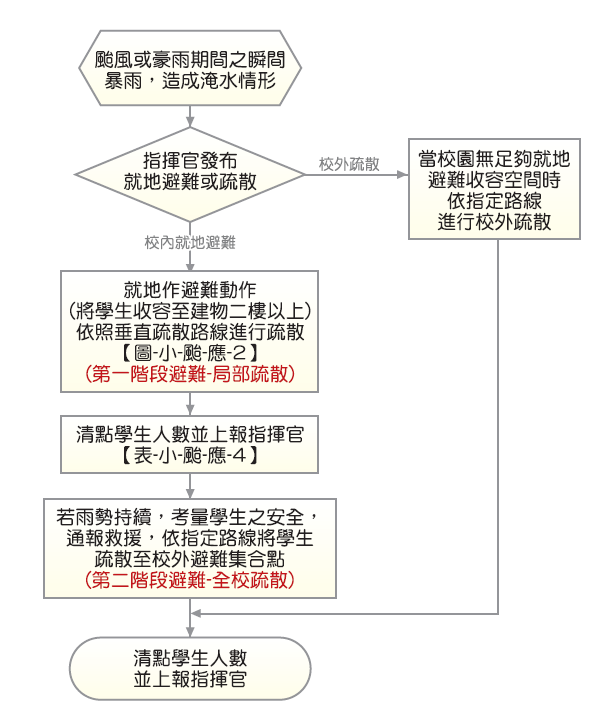 颱風或豪雨期間之瞬間
暴雨，造成淹水情形
指揮官發布
就地避難或疏散
校外疏散
當校園無足夠就地
避難收容空間時
依指定路線
進行校外疏散
校內就地避難
就地作避難動作
(將學生收容至建物二樓以上)
依照垂直疏散路線進行疏散
【圖-小-颱-應-2】
(第一階段避難-局部疏散)
清點學生人數並上報指揮官
【表-小-颱-應-4】
若雨勢持續，考量學生之安全，
通報救援，依指定路線將學生
疏散至校外避難集合點
(第二階段避難-全校疏散)
清點學生人數
並上報指揮官